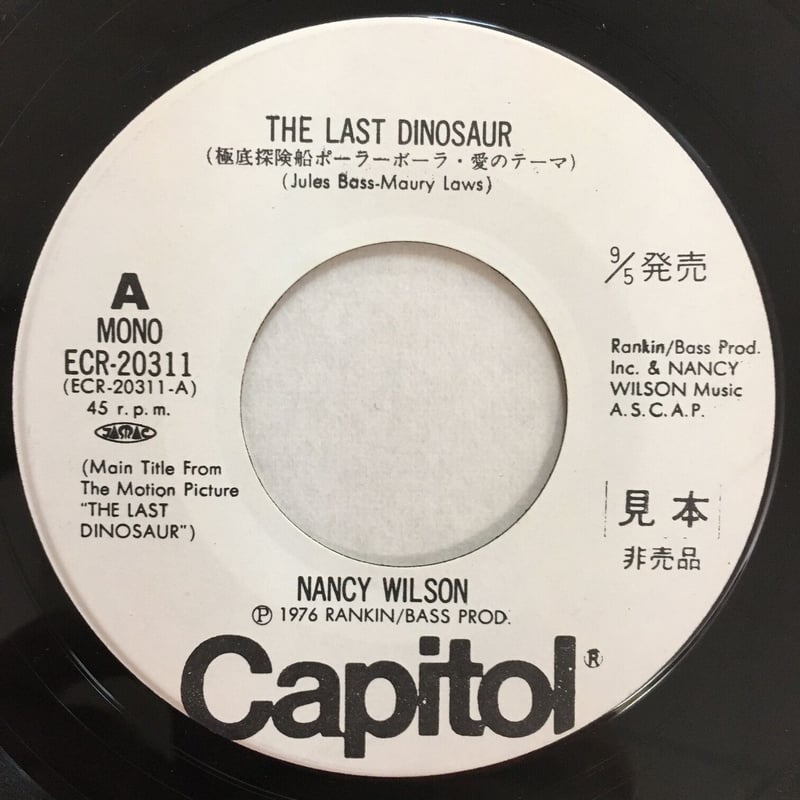 THE LAST DINOSAUR
(極底探険船ポーラーボーラ・愛のテーマ)
(Jules Bass-Maury Laws)
A
MONO
ECR-20311
(ECR-20311-A)
45 r.p.m.
JASRAC
(Main Title From
The Motion Picture
"THE LAST
DINOSAUR")
9/5発売
Rankin/Bass Prod.
Inc. & NANCY
WILSON Music
A.S.C.A.P.
見本
非売品
NANCY WILSON
Ⓟ 1976 RANKIN/BASS PROD.
Capitol®